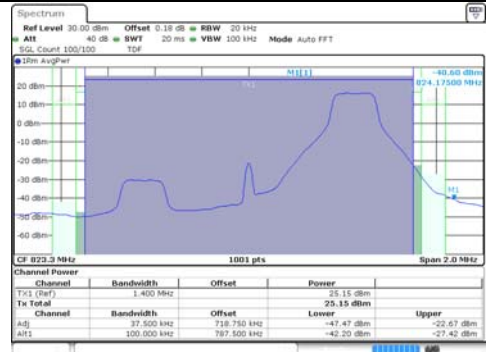 Spectrum
Ref Level 30.00 dBm Offset 0.18 dB RBW 20 kHz
Att 40 dB SWT 20 ms VBW 100 kHz Mode Auto FFT
SGL Count 100/100 TDF
1Rm AvgPwr
M1[1] -40.60 dBm
824.17500 MHz
TX1
20 dBm
10 dBm
0 dBm
-10 dBm
-20 dBm
-30 dBm
-40 dBm
-50 dBm
-60 dBm
M1
CF 823.3 MHz 1001 pts Span 2.0 MHz
Channel Power
Channel Bandwidth Offset Power
TX1 (Ref) 1.400 MHz 25.15 dBm
Tx Total 25.15 dBm
Channel Bandwidth Offset Lower Upper
Adj 37.500 kHz 718.750 kHz -47.47 dBm -22.67 dBm
Alt1 100.000 kHz 787.500 kHz -42.20 dBm -27.42 dBm